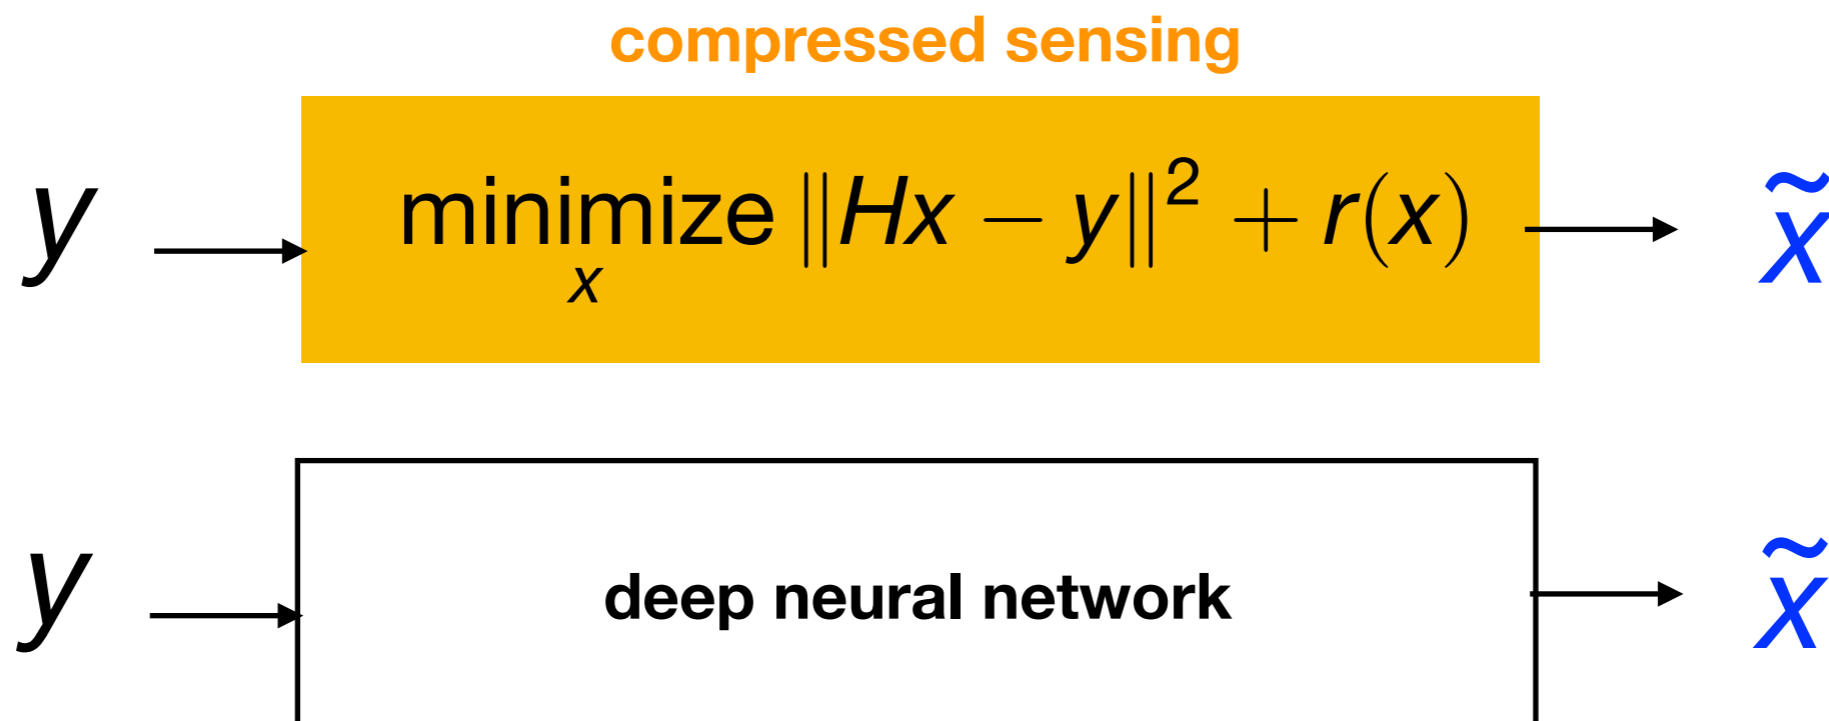 compressed sensing
y minimize ‖Hx − y‖² + r(x) x̃
x
y deep neural network x̃